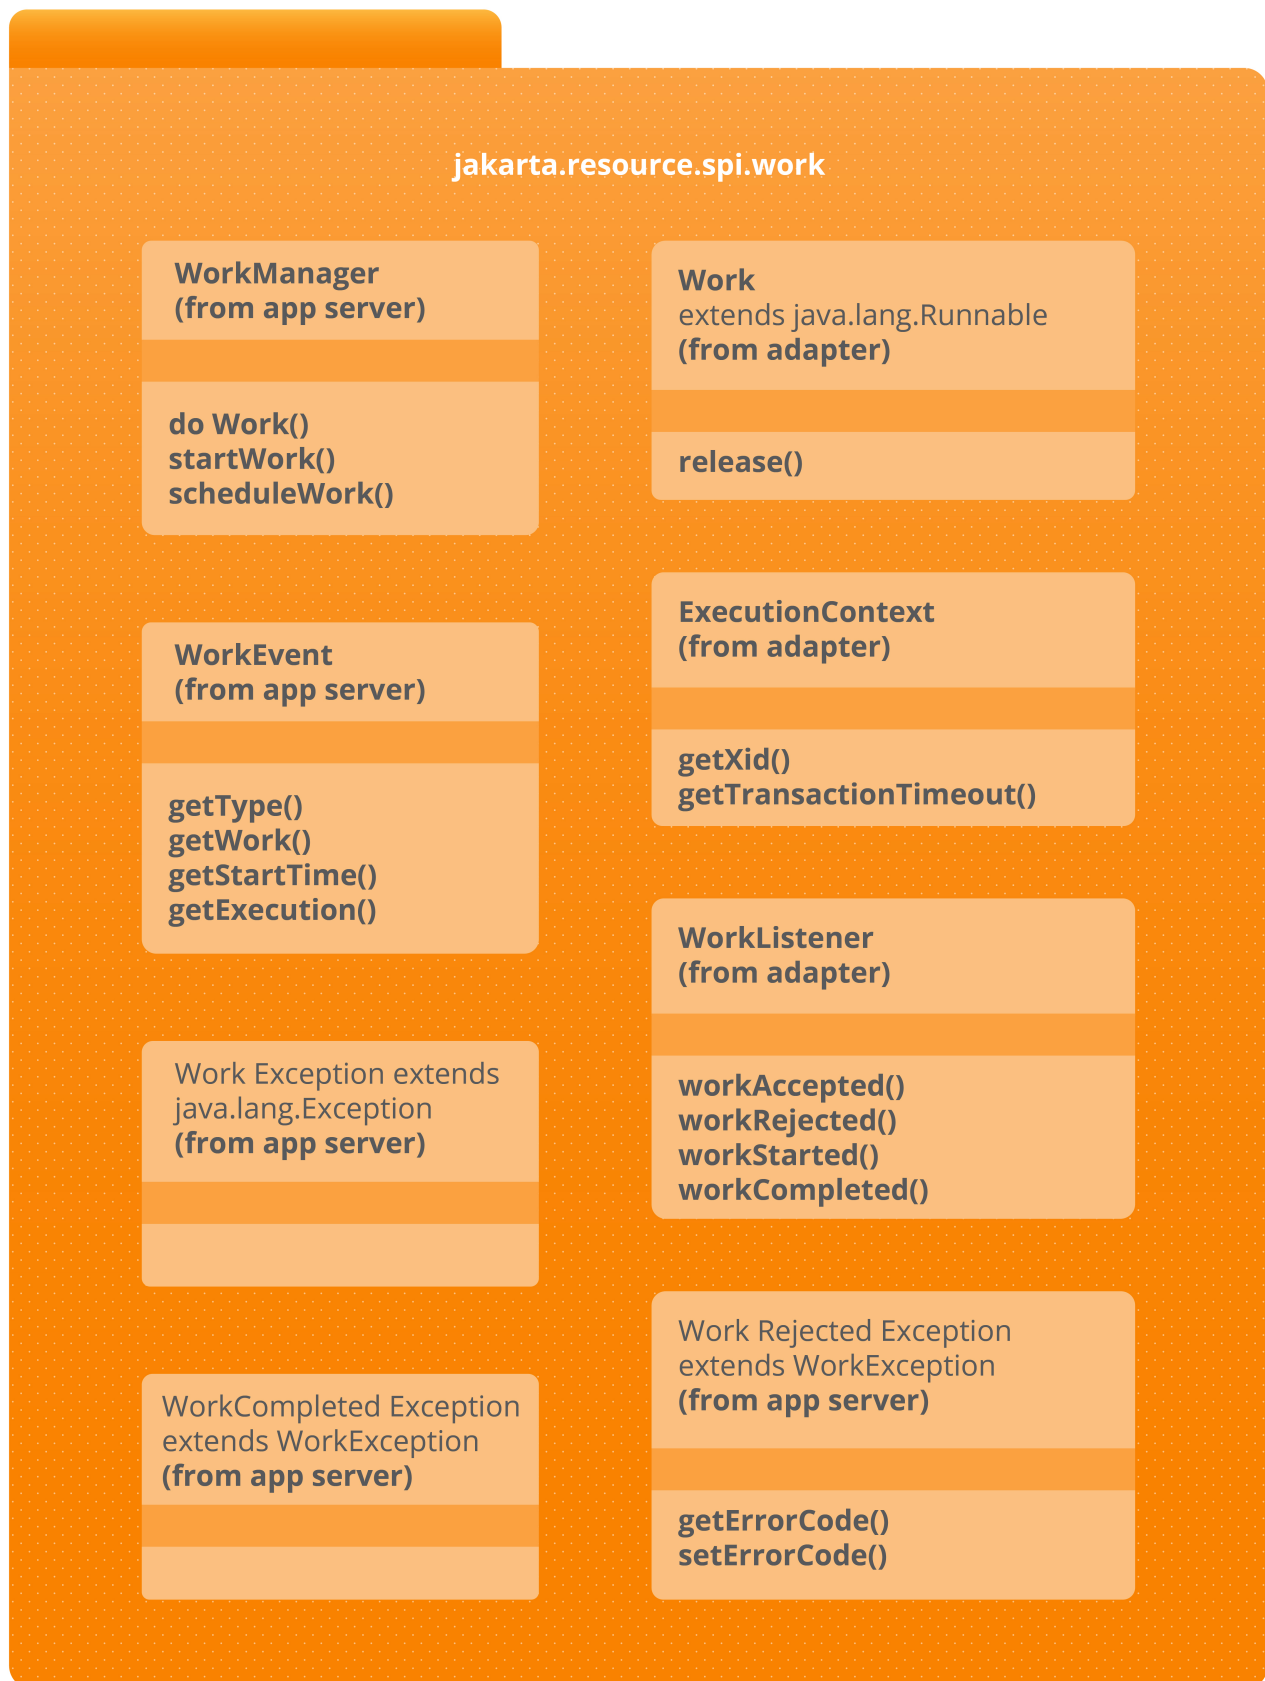 jakarta.resource.spi.work
WorkManager
(from app server)
do Work()
startWork()
scheduleWork()
WorkEvent
(from app server)
getType()
getWork()
getStartTime()
getExecution()
Work Exception extends
java.lang.Exception
(from app server)
WorkCompleted Exception
extends WorkException
(from app server)
Work
extends java.lang.Runnable
(from adapter)
release()
ExecutionContext
(from adapter)
getXid()
getTransactionTimeout()
WorkListener
(from adapter)
workAccepted()
workRejected()
workStarted()
workCompleted()
Work Rejected Exception
extends WorkException
(from app server)
getErrorCode()
setErrorCode()